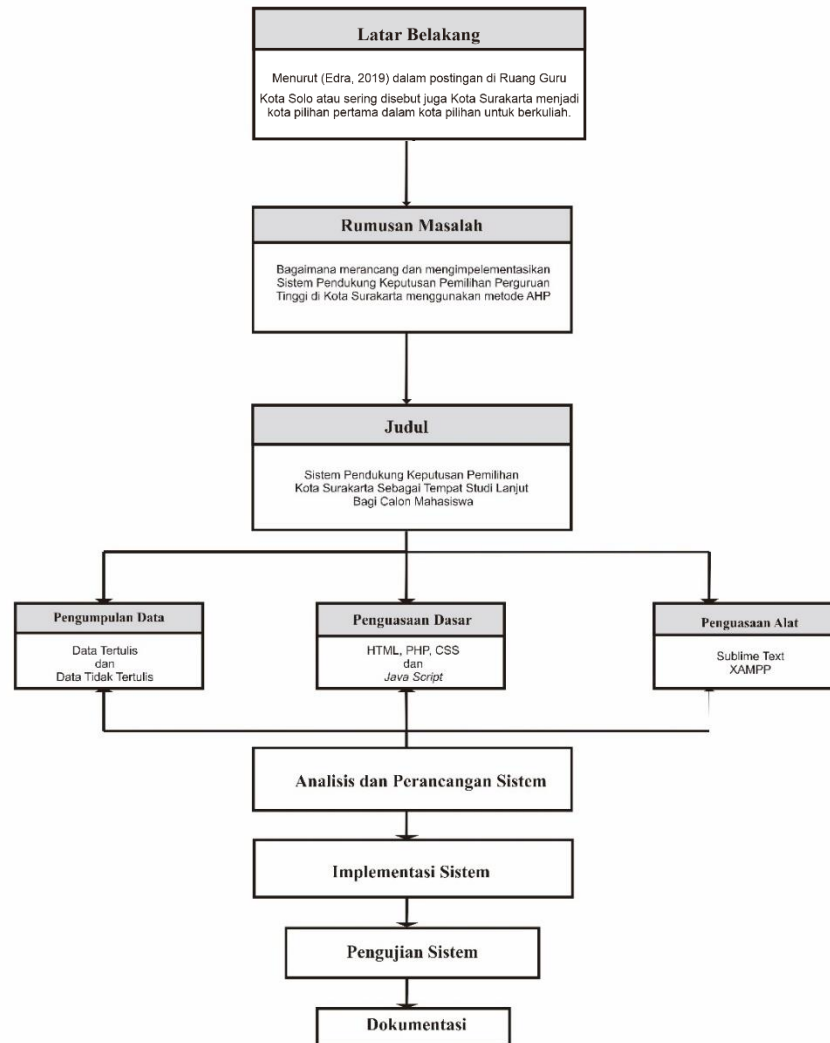 Latar Belakang
Menurut (Edra, 2019) dalam postingan di Ruang Guru
Kota Solo atau sering disebut juga Kota Surakarta menjadi
kota pilihan pertama dalam kota pilihan untuk berkuliah.
Rumusan Masalah
Bagaimana merancang dan mengimpelementasikan
Sistem Pendukung Keputusan Pemilihan Perguruan
Tinggi di Kota Surakarta menggunakan metode AHP
Judul
Sistem Pendukung Keputusan Pemilihan
Kota Surakarta Sebagai Tempat Studi Lanjut
Bagi Calon Mahasiswa
Pengumpulan Data
Data Tertulis
dan
Data Tidak Tertulis
Penguasaan Dasar
HTML, PHP, CSS
dan
Java Script
Penguasaan Alat
Sublime Text
XAMPP
Analisis dan Perancangan Sistem
Implementasi Sistem
Pengujian Sistem
Dokumentasi